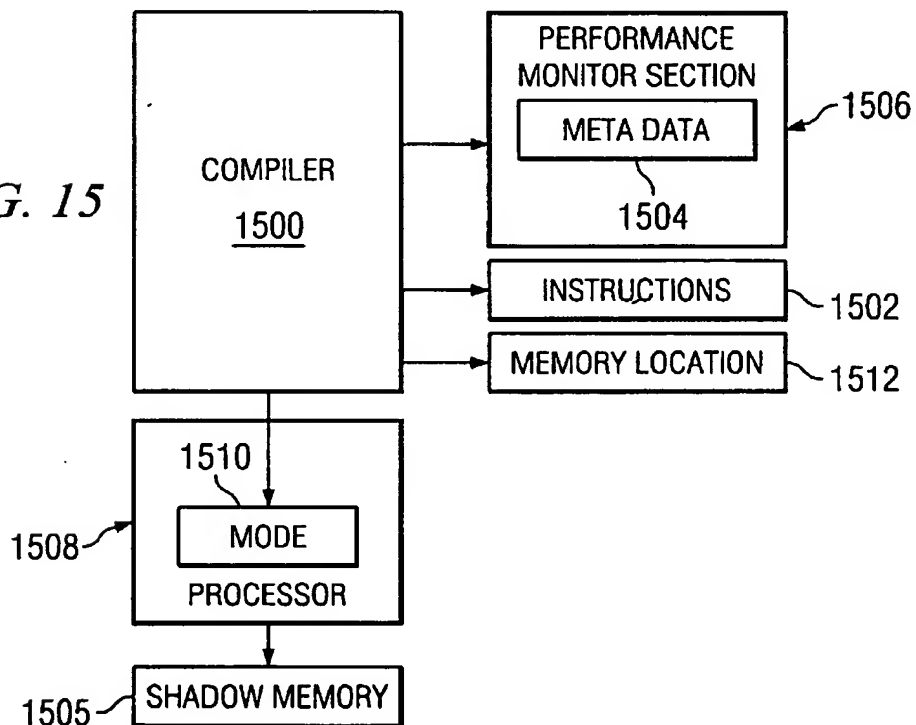 PERFORMANCE
MONITOR SECTION
META DATA
1504
1506
COMPILER
1500
G. 15
INSTRUCTIONS
1502
MEMORY LOCATION
1512
1510
MODE
PROCESSOR
1508
SHADOW MEMORY
1505